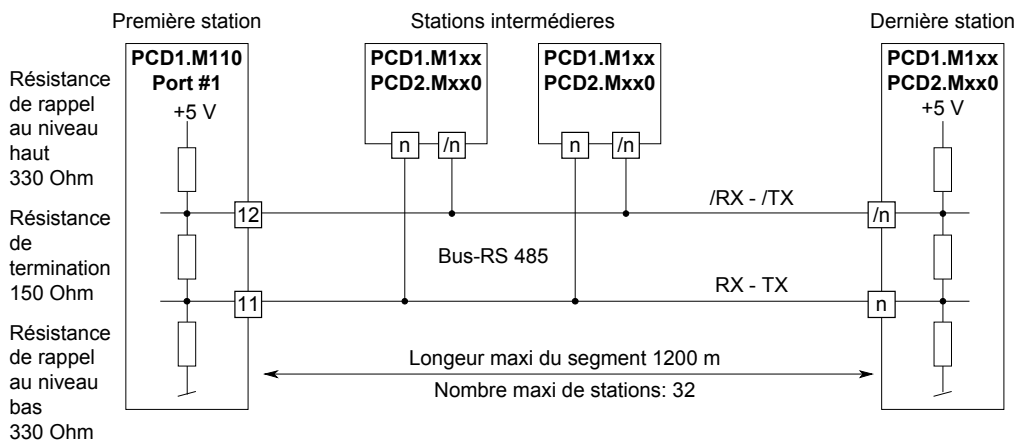 Première station
Stations intermédieres
Dernière station
Résistance
de rappel
au niveau
haut
330 Ohm
Résistance
de
termination
150 Ohm
Résistance
de rappel
au niveau
bas
330 Ohm
PCD1.M110
Port #1
+5 V
12
11
PCD1.M1xx
PCD2.Mxx0
n
/n
PCD1.M1xx
PCD2.Mxx0
n
/n
/RX - /TX
Bus-RS 485
RX - TX
Longeur maxi du segment 1200 m
Nombre maxi de stations: 32
PCD1.M1xx
PCD2.Mxx0
+5 V
/n
n